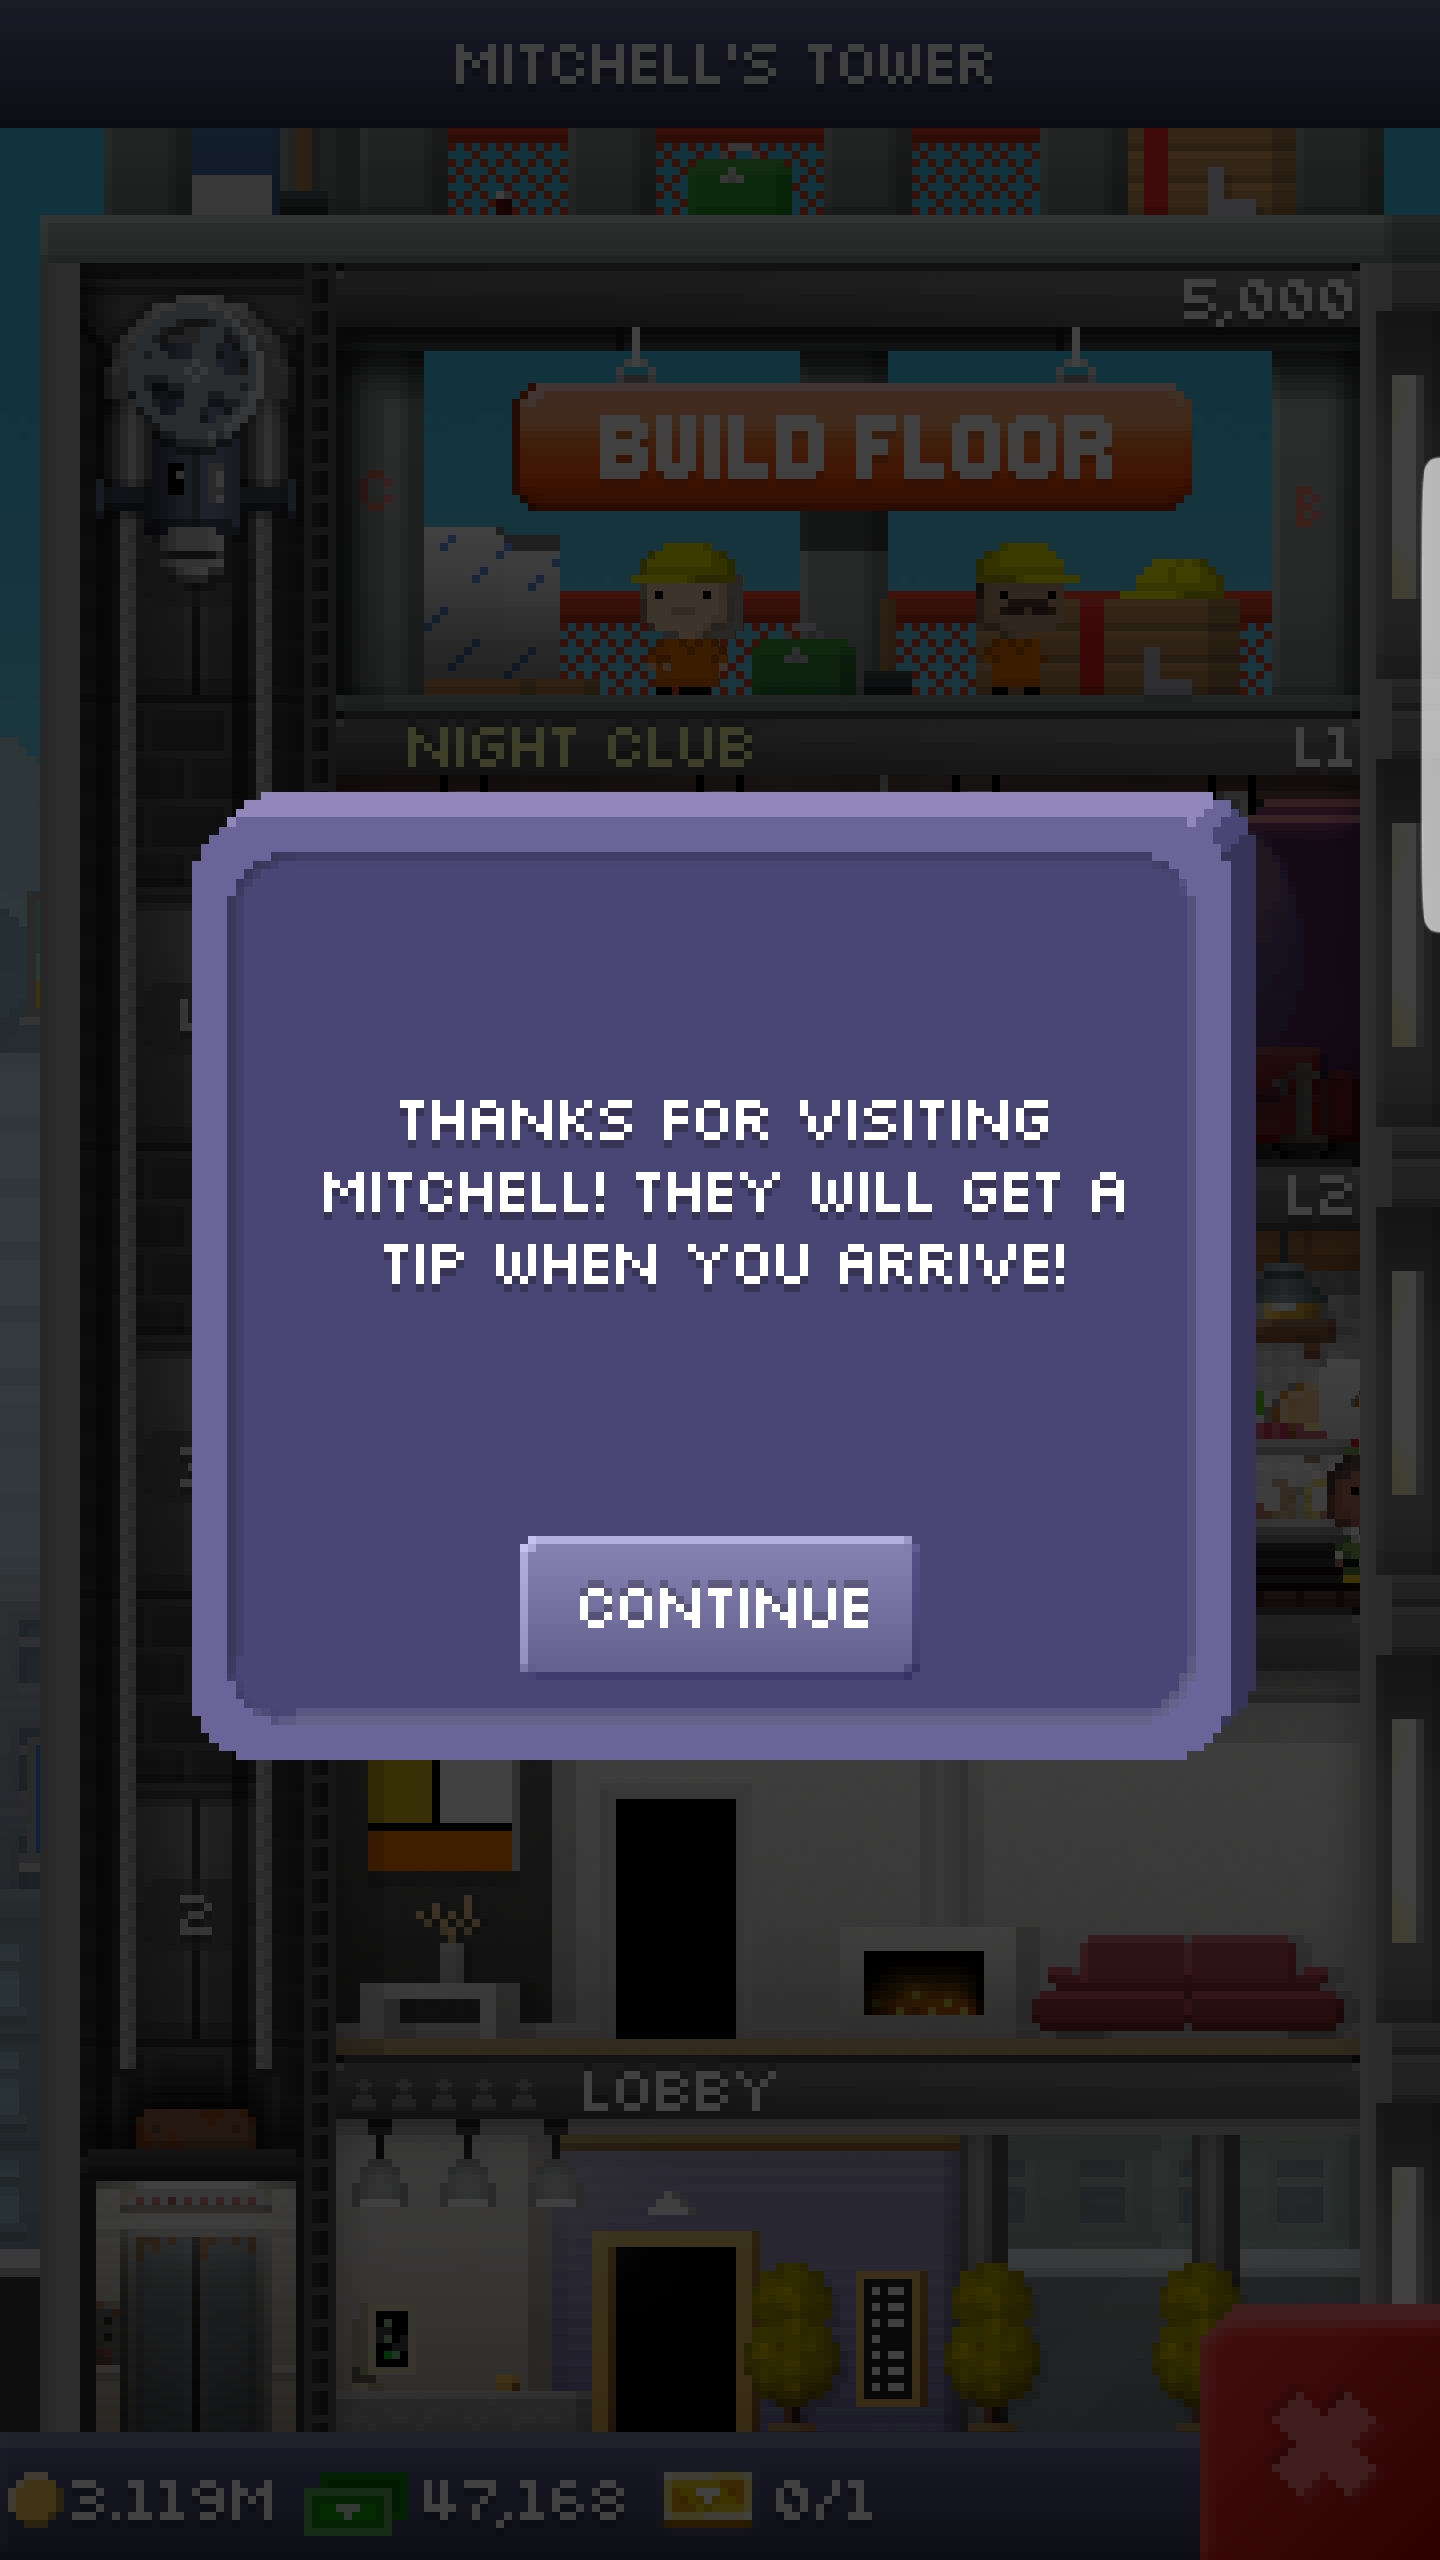 MITCHELL'S TOWER
5,000
BUILD FLOOR
C
B
NIGHT CLUB L1
THANKS FOR VISITING
MITCHELL! THEY WILL GET A
TIP WHEN YOU ARRIVE!
L2
CONTINUE
2
LOBBY
3.119M 47,168 0/1